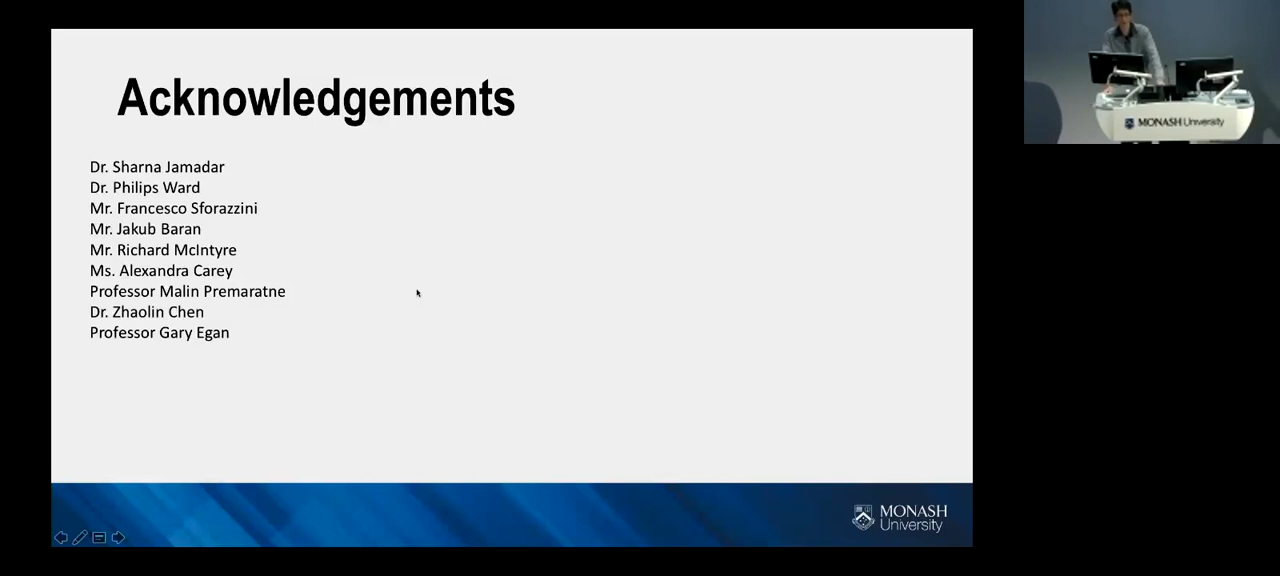 Acknowledgements
Dr. Sharna Jamadar
Dr. Philips Ward
Mr. Francesco Sforazzini
Mr. Jakub Baran
Mr. Richard McIntyre
Ms. Alexandra Carey
Professor Malin Premaratne
Dr. Zhaolin Chen
Professor Gary Egan
MONASH
University
MONASH University